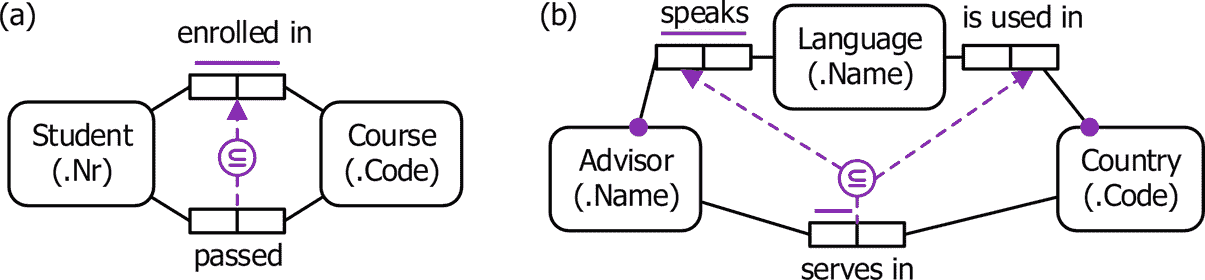 (a)
enrolled in
Student
(.Nr)
⊆
Course
(.Code)
passed
(b)
speaks
Language
(.Name)
is used in
Advisor
(.Name)
⊆
Country
(.Code)
serves in